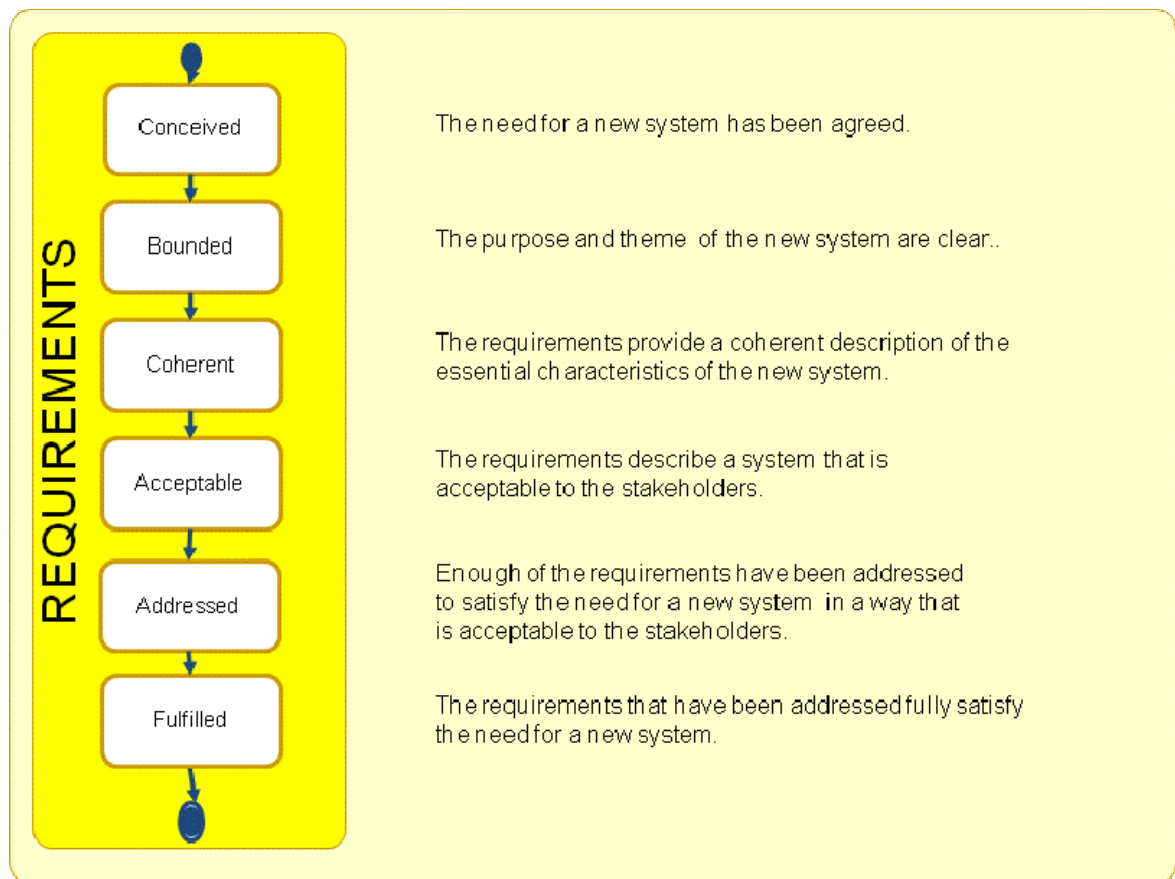 REQUIREMENTS
Conceived
The need for a new system has been agreed.
Bounded
The purpose and theme of the new system are clear..
Coherent
The requirements provide a coherent description of the
essential characteristics of the new system.
Acceptable
The requirements describe a system that is
acceptable to the stakeholders.
Addressed
Enough of the requirements have been addressed
to satisfy the need for a new system in a way that
is acceptable to the stakeholders.
Fulfilled
The requirements that have been addressed fully satisfy
the need for a new system.